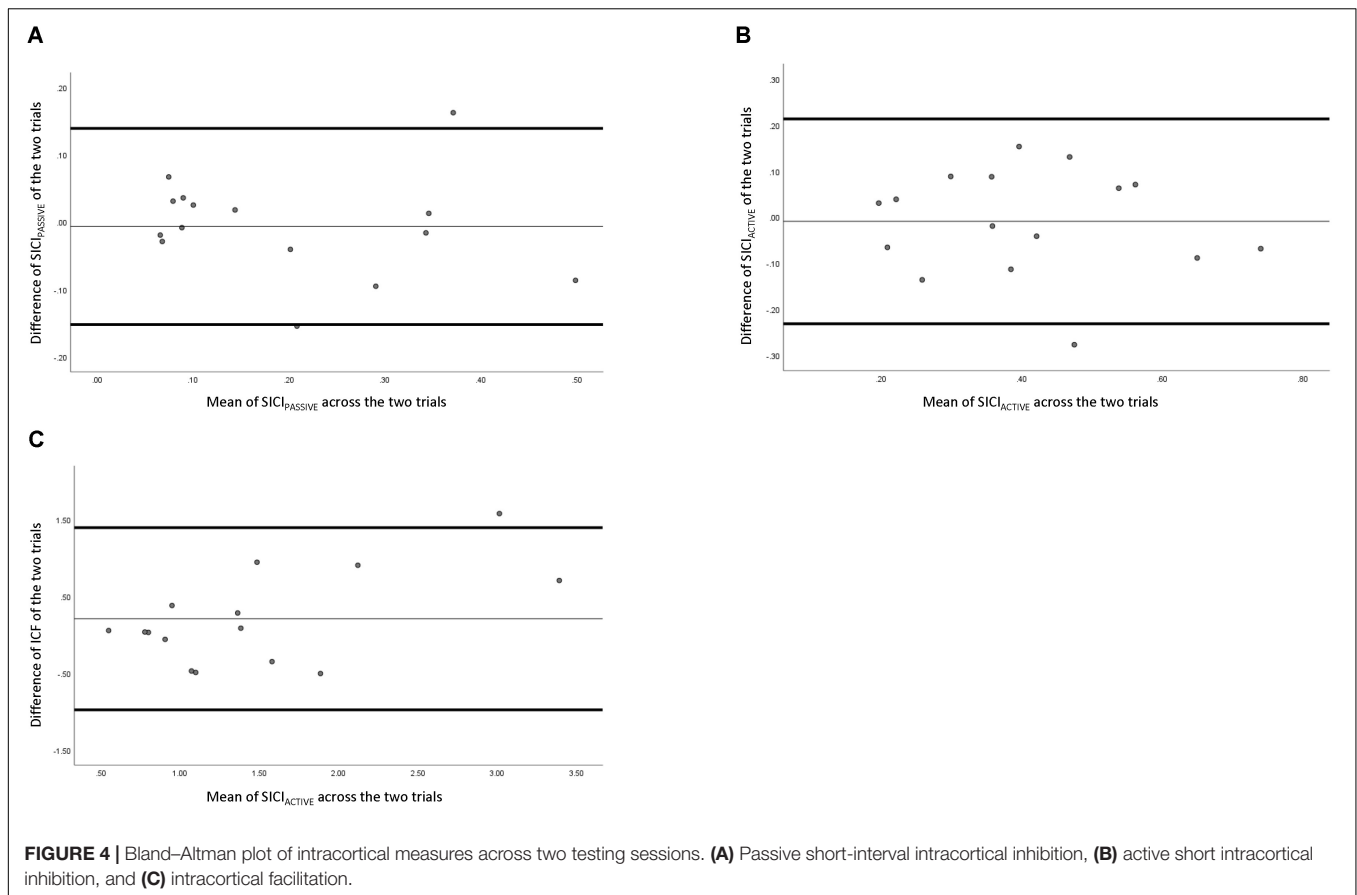 A
Difference of SICIPASSIVE of the two trials
.20
.10
.00
-.10
-.20
.00 .10 .20 .30 .40 .50
Mean of SICIPASSIVE across the two trials
B
Difference of SICIACTIVE of the two trials
.30
.20
.10
.00
-.10
-.20
-.30
.20 .40 .60 .80
Mean of SICIACTIVE across the two trials
C
Difference of ICF of the two trials
1.50
.50
-.50
-1.50
.50 1.00 1.50 2.00 2.50 3.00 3.50
Mean of SICIACTIVE across the two trials
FIGURE 4 | Bland–Altman plot of intracortical measures across two testing sessions. (A) Passive short-interval intracortical inhibition, (B) active short intracortical
inhibition, and (C) intracortical facilitation.